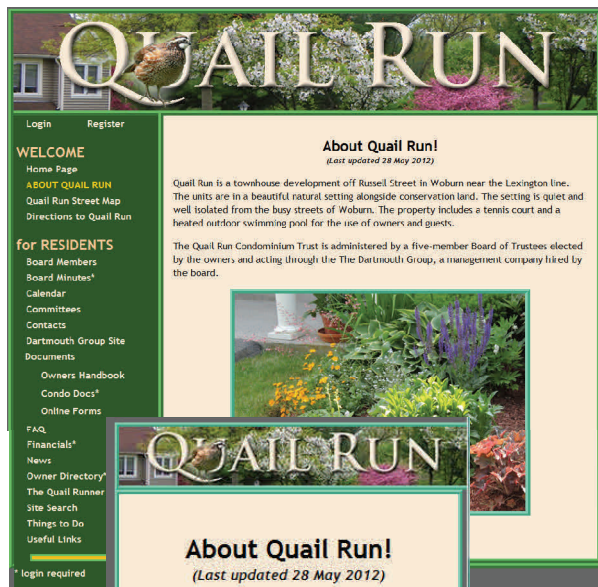 QUAIL RUN
Login Register
WELCOME
Home Page
ABOUT QUAIL RUN
Quail Run Street Map
Directions to Quail Run
for RESIDENTS
Board Members
Board Minutes*
Calendar
Committees
Contacts
Dartmouth Group Site
Documents
Owners Handbook
Condo Docs*
Online Forms
FAQ
Financials*
News
Owner Directory*
The Quail Runner
Site Search
Things to Do
Useful Links
* login required
About Quail Run!
(Last updated 28 May 2012)
Quail Run is a townhouse development off Russell Street in Woburn near the Lexington line.
The units are in a beautiful natural setting alongside conservation land. The setting is quiet and
well isolated from the busy streets of Woburn. The property includes a tennis court and a
heated outdoor swimming pool for the use of owners and guests.
The Quail Run Condominium Trust is administered by a five-member Board of Trustees elected
by the owners and acting through the The Dartmouth Group, a management company hired by
the board.
QUAIL RUN
About Quail Run!
(Last updated 28 May 2012)